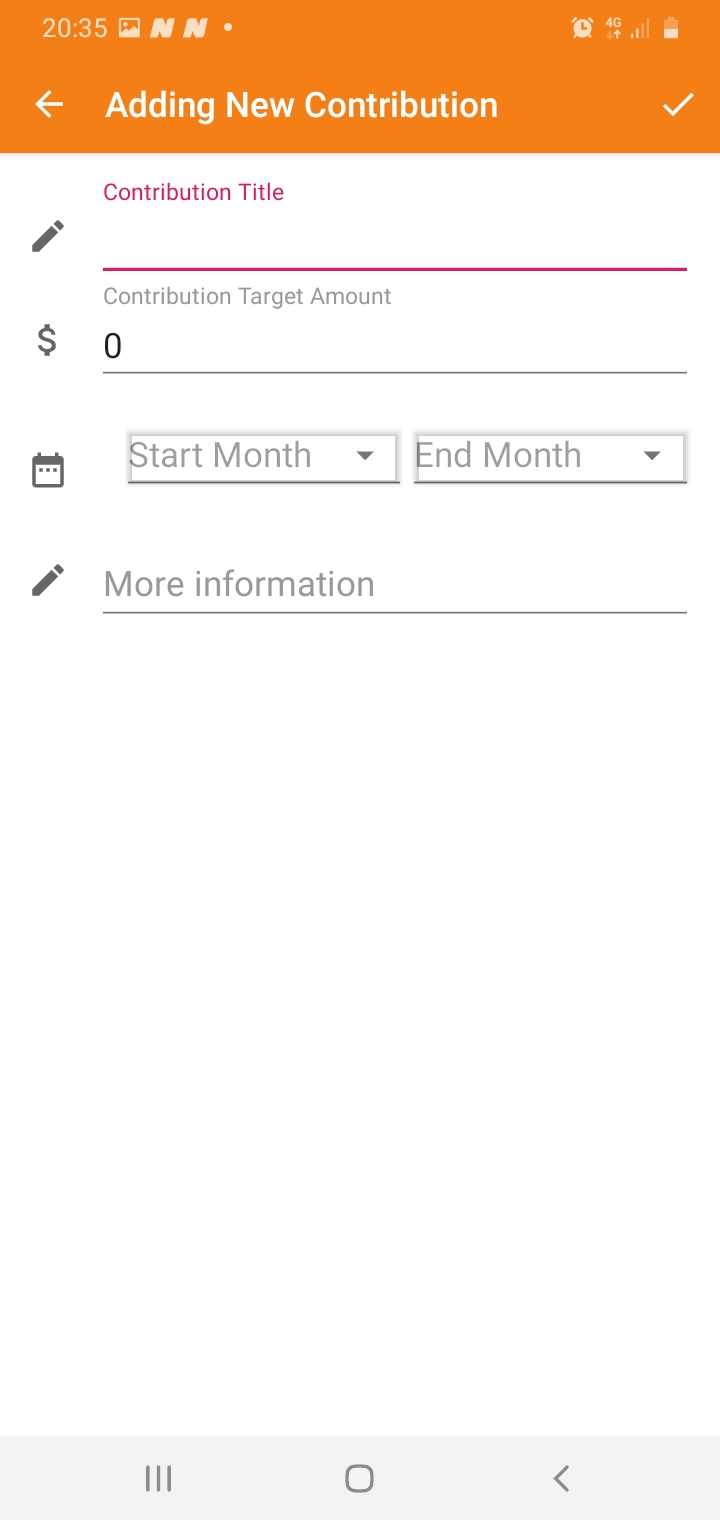 20:35 N N 4G
Adding New Contribution
Contribution Title
Contribution Target Amount
$ 0
Start Month End Month
More information